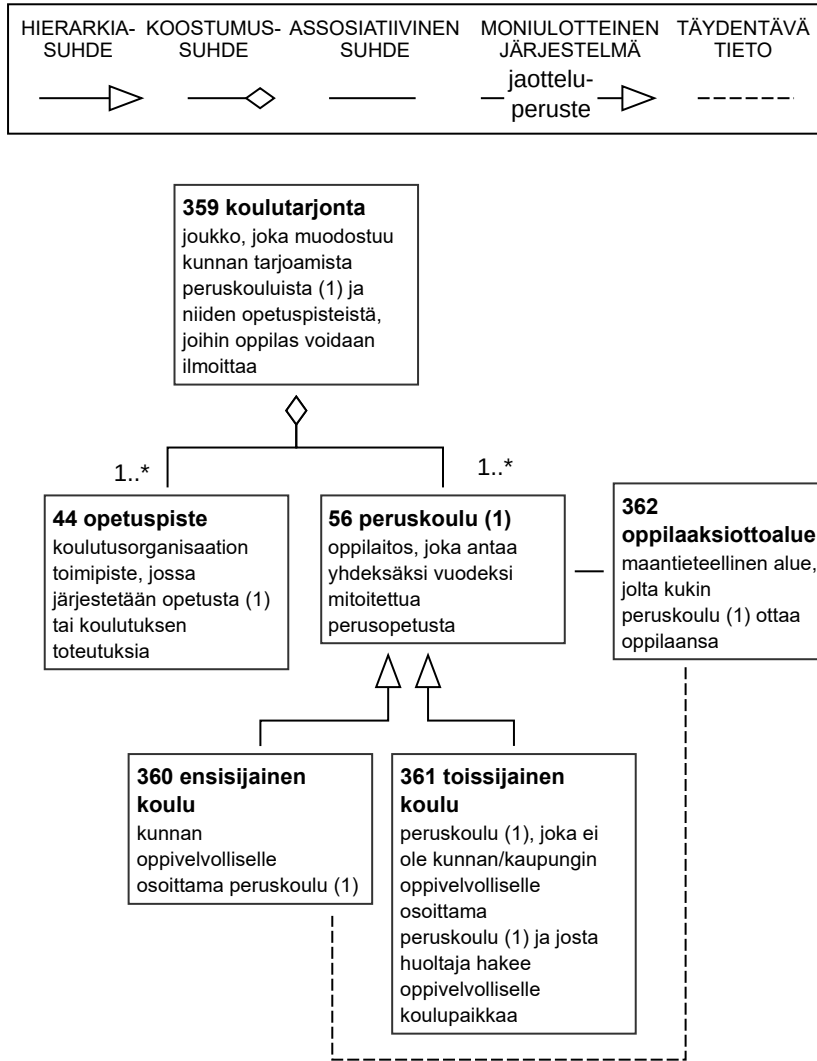 HIERARKIA-
SUHDE
KOOSTUMUS-
SUHDE
ASSOSIATIIVINEN
SUHDE
MONIULOTTEINEN
JÄRJESTELMÄ
jaottelu-
peruste
TÄYDENTÄVÄ
TIETO
359 koulutarjonta
joukko, joka muodostuu
kunnan tarjoamista
peruskouluista (1) ja
niiden opetuspisteistä,
joihin oppilas voidaan
ilmoittaa
1..*
1..*
44 opetuspiste
koulutusorganisaation
toimipiste, jossa
järjestetään opetusta (1)
tai koulutuksen
toteutuksia
56 peruskoulu (1)
oppilaitos, joka antaa
yhdeksäksi vuodeksi
mitoitettua
perusopetusta
362
oppilaaksiottoalue
maantieteellinen alue,
jolta kukin
peruskoulu (1) ottaa
oppilaansa
360 ensisijainen
koulu
kunnan
oppivelvolliselle
osoittama peruskoulu (1)
361 toissijainen
koulu
peruskoulu (1), joka ei
ole kunnan/kaupungin
oppivelvolliselle
osoittama
peruskoulu (1) ja josta
huoltaja hakee
oppivelvolliselle
koulupaikkaa